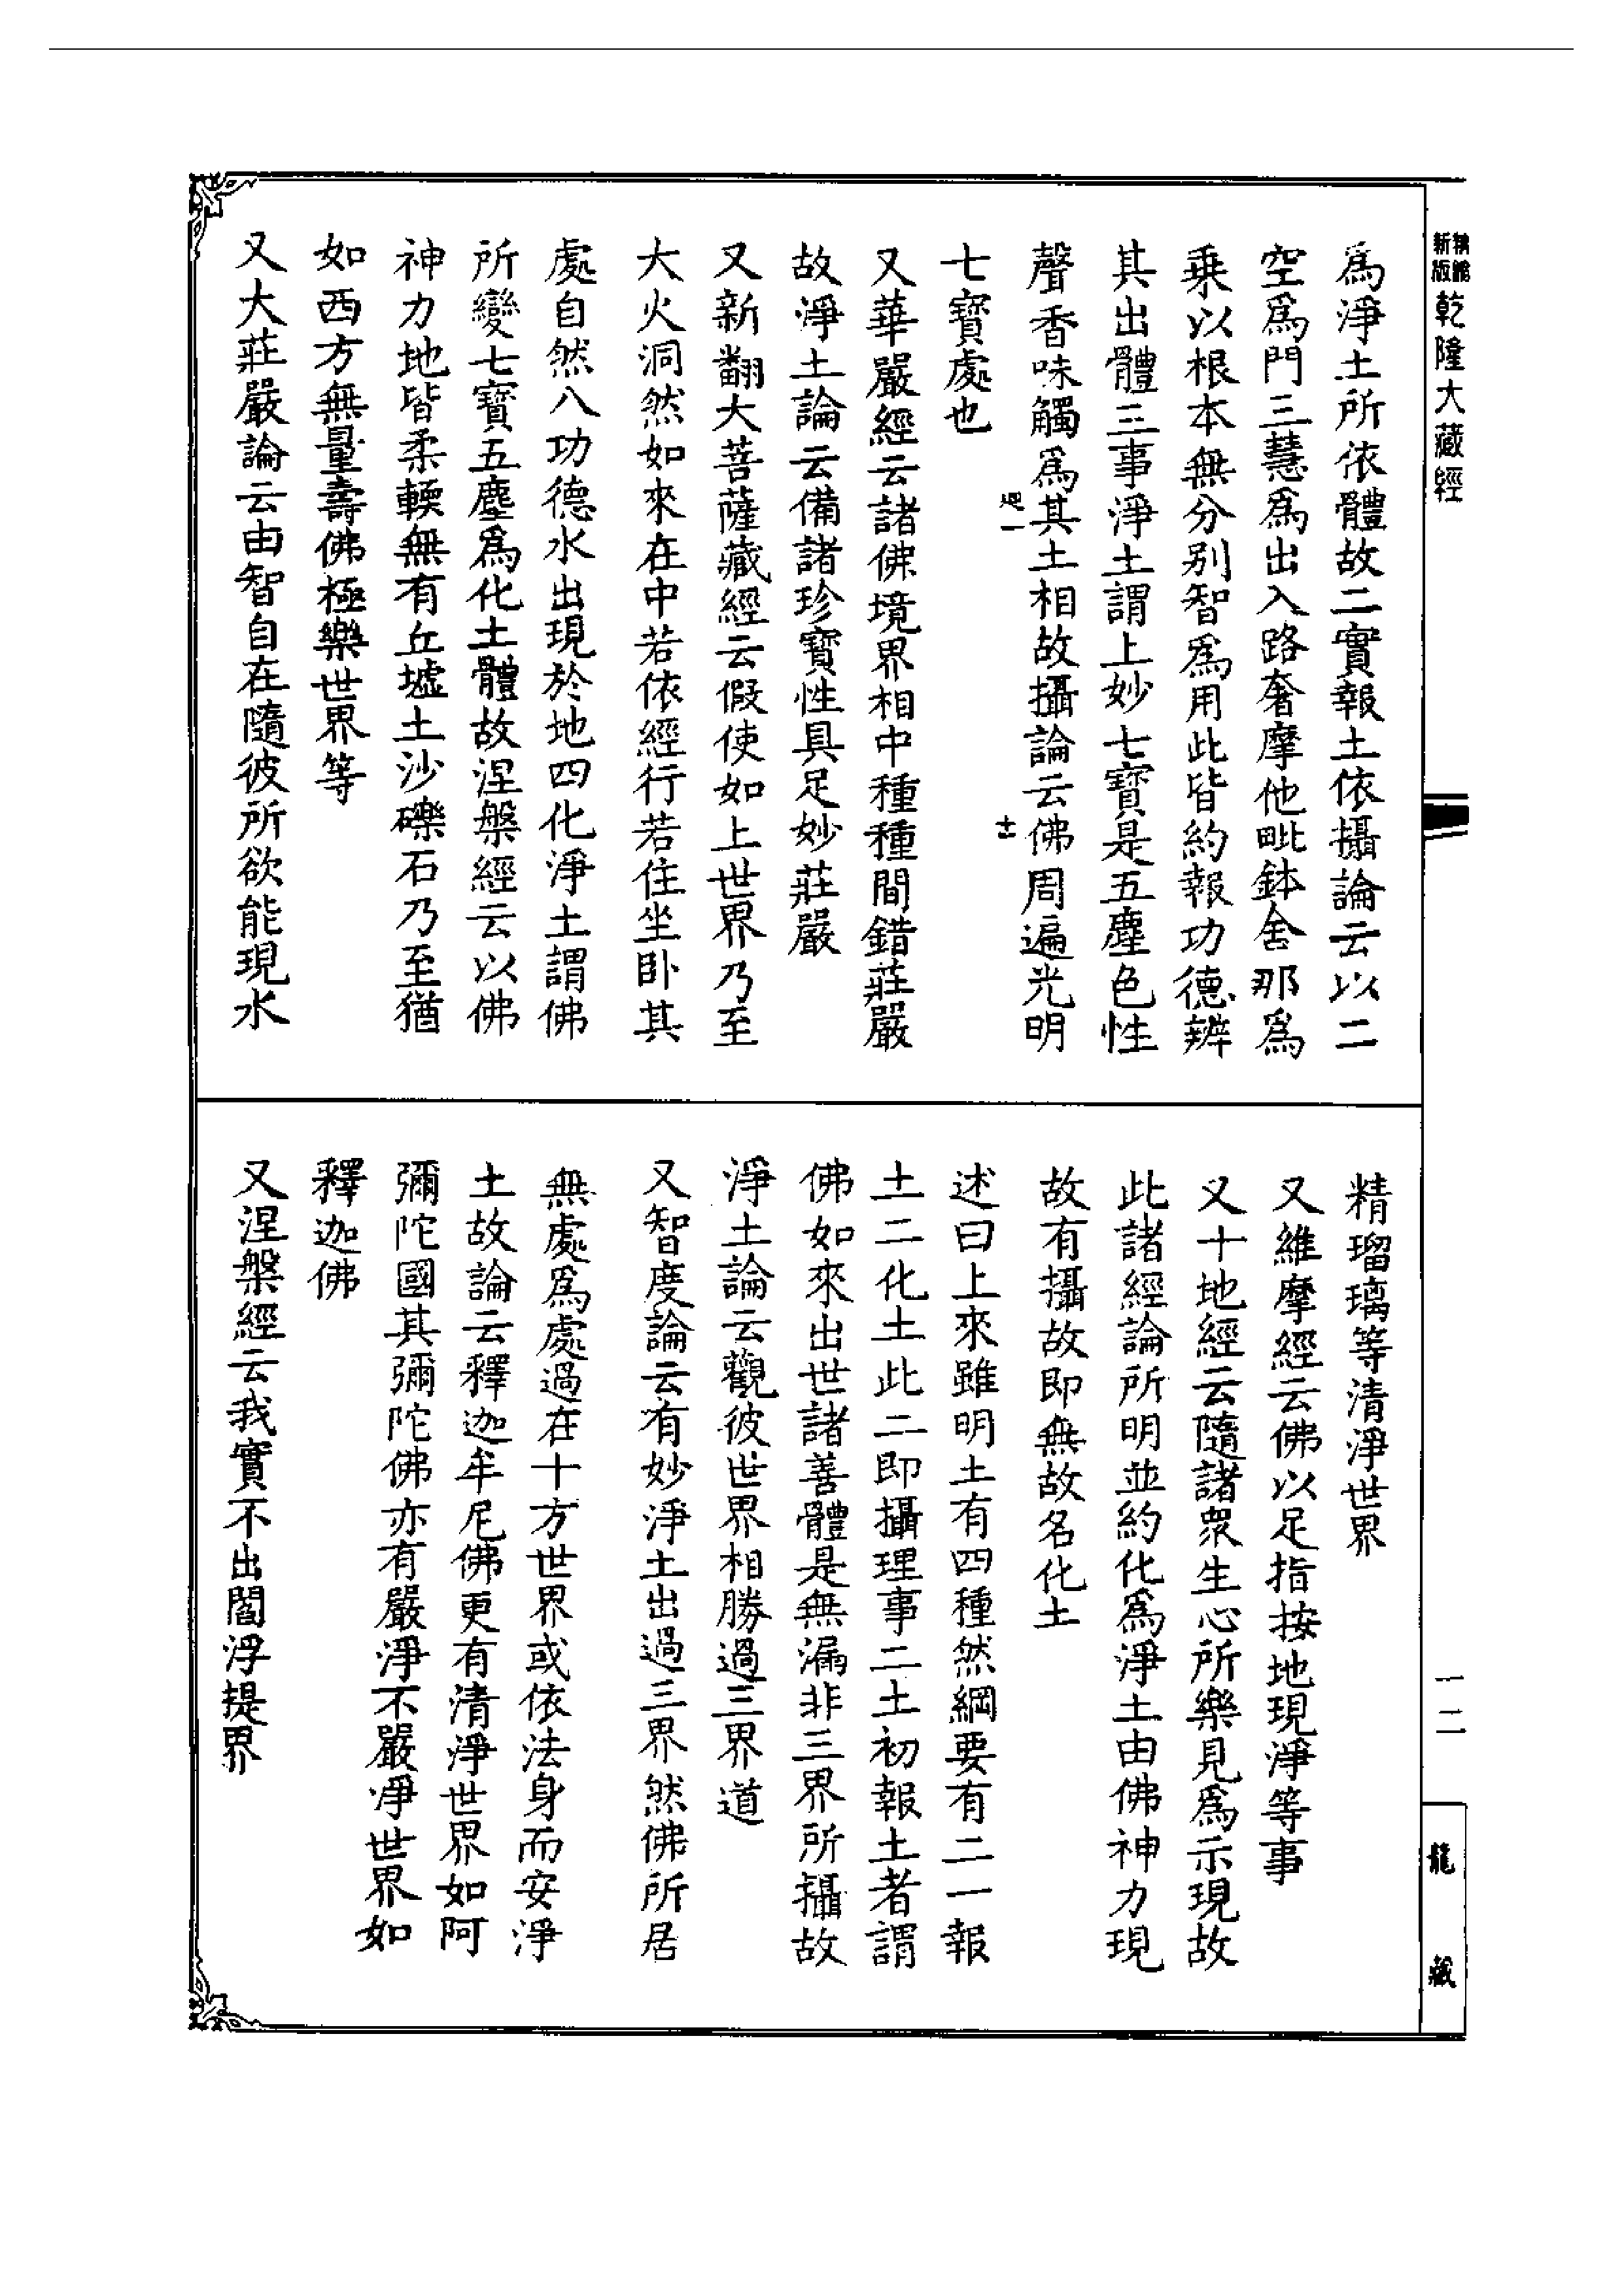 新版
乾隆大藏經
一二
龍藏
爲淨土所依體故二實報土依攝論云以二
空爲門三慧爲出入路奢摩他毗鉢舍那爲
乗以根本無分別智爲用此皆約報功德辨
其出體三事淨土謂上妙七寶是五塵色性
聲香味觸爲其土相故攝論云佛周遍光明
七寶處也
又華嚴經云諸佛境界相中種種間錯莊嚴
故淨土論云備諸珍寶性具足妙莊嚴
又新翻大菩薩藏經云假使如上世界乃至
大火洞然如來在中若依經行若住坐卧其
處自然八功德水出現於地四化淨土謂佛
所變七寶五塵爲化土體故涅槃經云以佛
神力地皆柔輭無有丘墟土沙礫石乃至猶
如西方無量壽佛極樂世界等
又大莊嚴論云由智自在隨彼所欲能現水
精瑠璃等清淨世界
又維摩經云佛以足指按地現淨等事
又十地經云隨諸衆生心所樂見爲示現故
此諸經論所明並約化爲淨土由佛神力現
故有攝故即無故名化土
述曰上來雖明土有四種然綱要有二一報
土二化土此二即攝理事二土初報土者謂
佛如來出世諸善體是無漏非三界所攝故
淨土論云觀彼世界相勝過三界道
又智度論云有妙淨土出過三界然佛所居
無處爲處過在十方世界或依法身而安淨
土故論云釋迦牟尼佛更有清淨世界如阿
彌陀國其彌陀佛亦有嚴淨不嚴淨世界如
釋迦佛
又涅槃經云我實不出閻浮提界